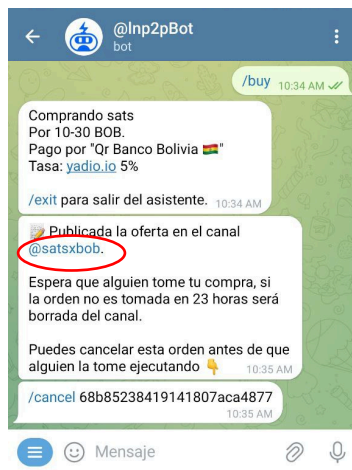 @lnp2pBot
bot
/buy 10:34 AM
Comprando sats
Por 10-30 BOB.
Pago por "Qr Banco Bolivia 🇧🇴"
Tasa: yadio.io 5%
/exit para salir del asistente. 10:34 AM
📝 Publicada la oferta en el canal
@satsxbob.
Espera que alguien tome tu compra, si
la orden no es tomada en 23 horas será
borrada del canal.
Puedes cancelar esta orden antes de que
alguien la tome ejecutando 👇 10:35 AM
/cancel 68b85238419141807aca4877
10:35 AM
Mensaje